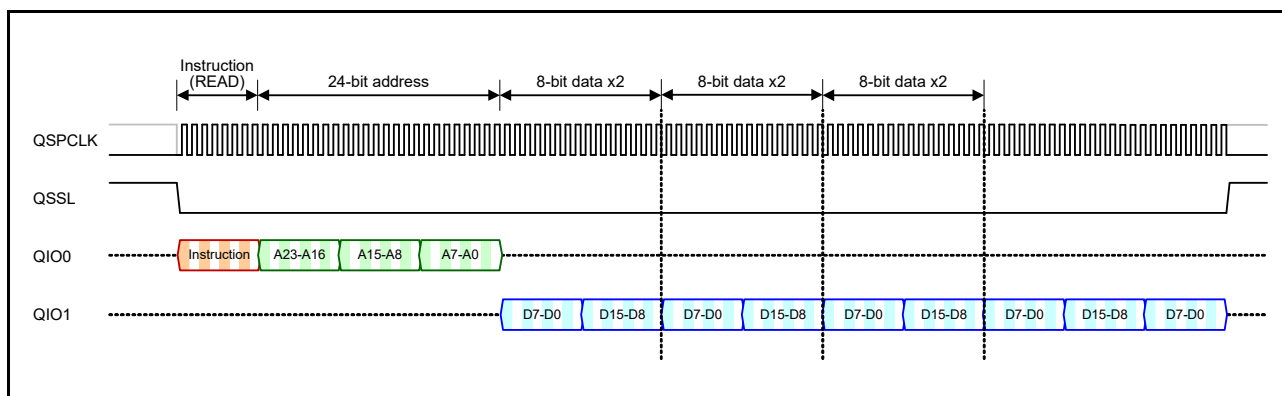 Instruction
(READ)
24-bit address
8-bit data x2
8-bit data x2
8-bit data x2
QSPCLK
QSSL
QIO0
Instruction
A23-A16
A15-A8
A7-A0
QIO1
D7-D0
D15-D8
D7-D0
D15-D8
D7-D0
D15-D8
D7-D0
D15-D8
D7-D0